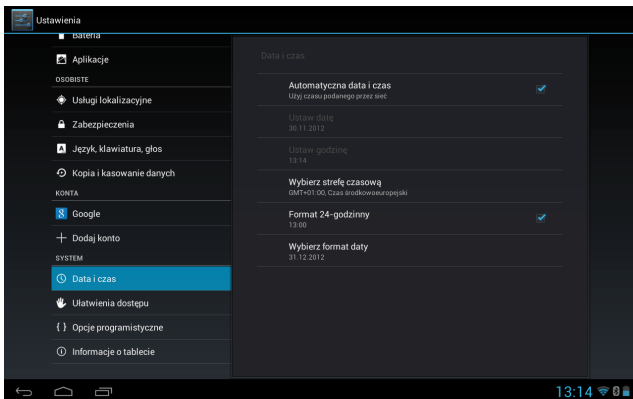 Ustawienia
Bateria
Aplikacje
OSOBISTE
Usługi lokalizacyjne
Zabezpieczenia
A Język, klawiatura, głos
Kopia i kasowanie danych
KONTA
8 Google
Dodaj konto
SYSTEM
Data i czas
Ułatwienia dostępu
{ } Opcje programistyczne
Informacje o tablecie
Data i czas
Automatyczna data i czas
Użyj czasu podanego przez sieć
Ustaw datę
30.11.2012
Ustaw godzinę
13:14
Wybierz strefę czasową
GMT+01:00, Czas środkowoeuropejski
Format 24-godzinny
13:00
Wybierz format daty
31.12.2012
13:14